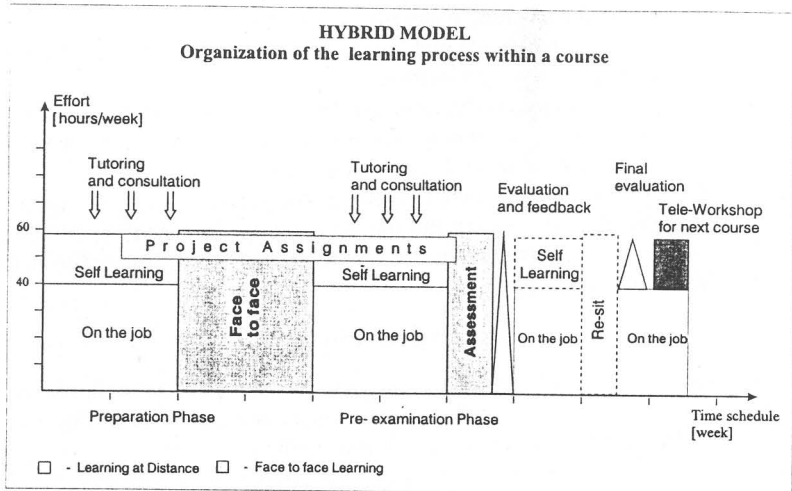 HYBRID MODEL
Organization of the learning process within a course
Effort
[hours/week]
Tutoring
and consultation
Tutoring
and consultation
Evaluation
and feedback
Final
evaluation
Tele-Workshop
for next course
60
40
Project Assignments
Self Learning
Self Learning
Self
Learning
On the job
Face
to face
On the job
Assessment
On the job
Re-sit
On the job
Preparation Phase
Pre- examination Phase
Time schedule
[week]
- Learning at Distance
- Face to face Learning